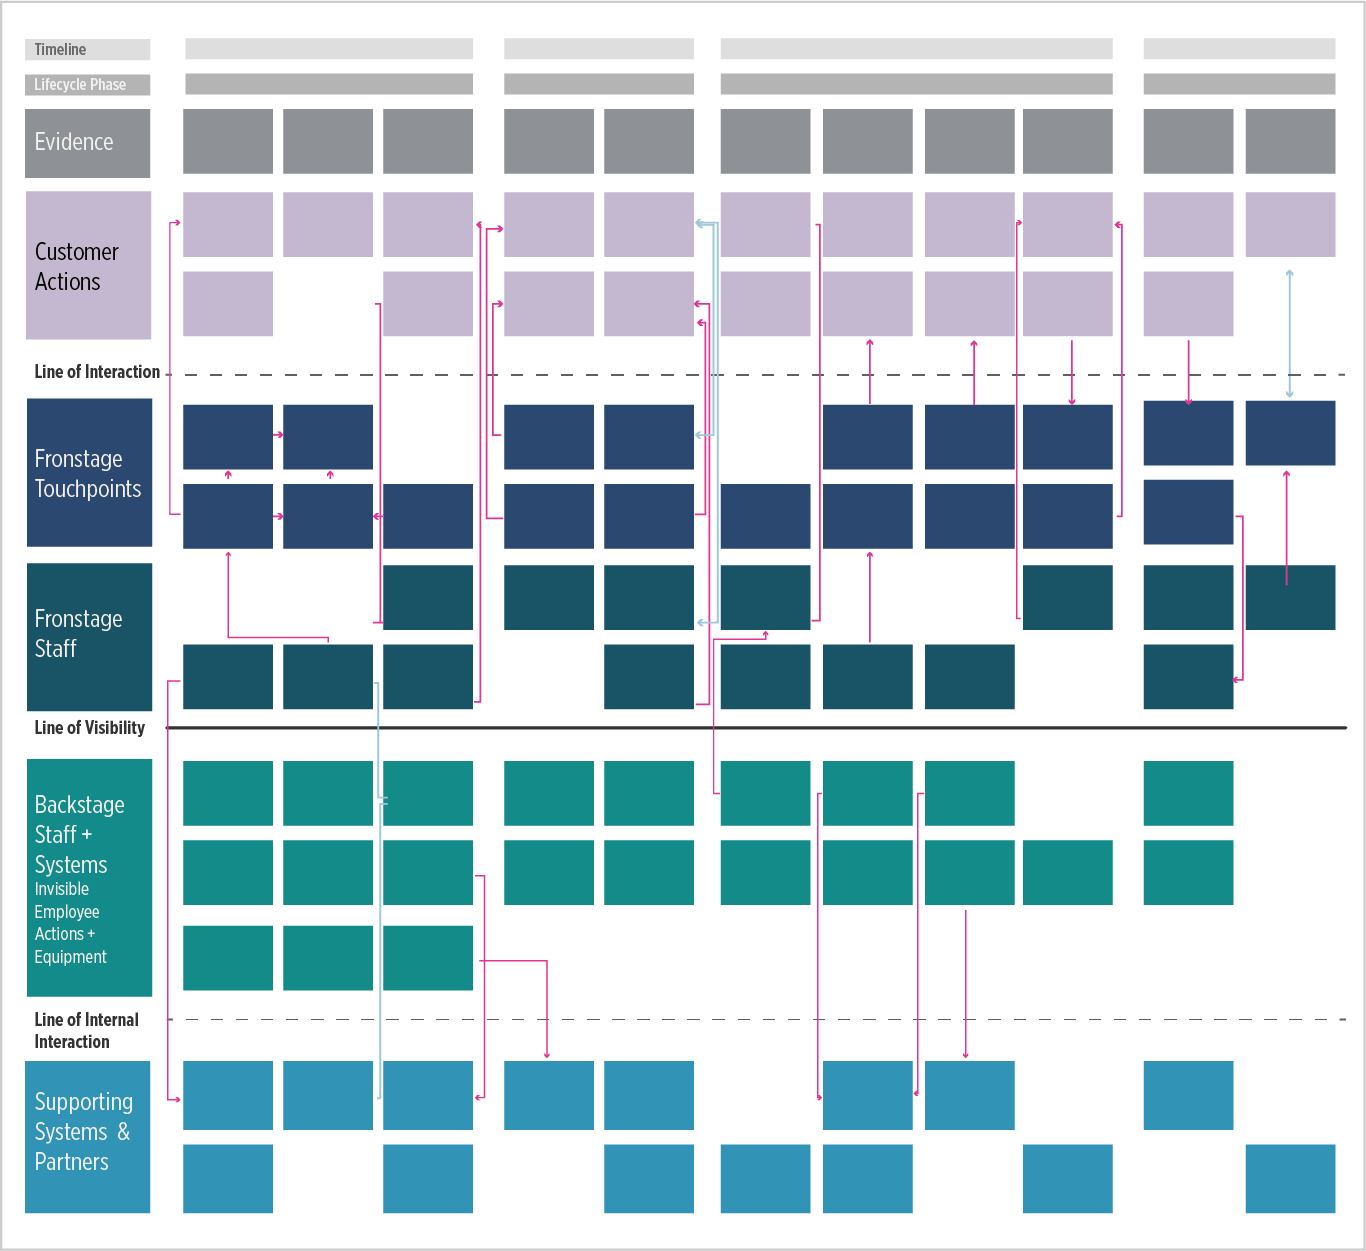 Timeline
Lifecycle Phase
Evidence
Customer
Actions
Line of Interaction
Fronstage
Touchpoints
Fronstage
Staff
Line of Visibility
Backstage
Staff +
Systems
Invisible
Employee
Actions +
Equipment
Line of Internal
Interaction
Supporting
Systems &
Partners